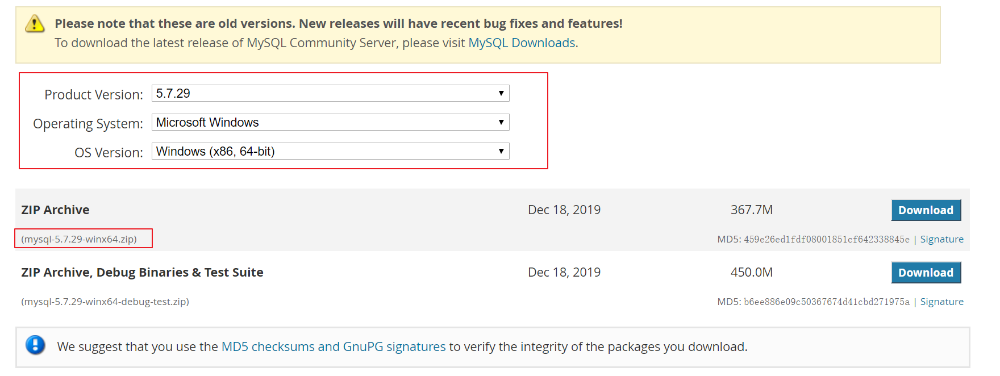 Please note that these are old versions. New releases will have recent bug fixes and features!
To download the latest release of MySQL Community Server, please visit MySQL Downloads.
Product Version: 5.7.29
Operating System: Microsoft Windows
OS Version: Windows (x86, 64-bit)
ZIP Archive Dec 18, 2019 367.7M Download
(mysql-5.7.29-winx64.zip) MD5: 459e26ed1fdf08001851cf642338845e | Signature
ZIP Archive, Debug Binaries & Test Suite Dec 18, 2019 450.0M Download
(mysql-5.7.29-winx64-debug-test.zip) MD5: b6ee886e09c50367674d41cbd271975a | Signature
We suggest that you use the MD5 checksums and GnuPG signatures to verify the integrity of the packages you download.